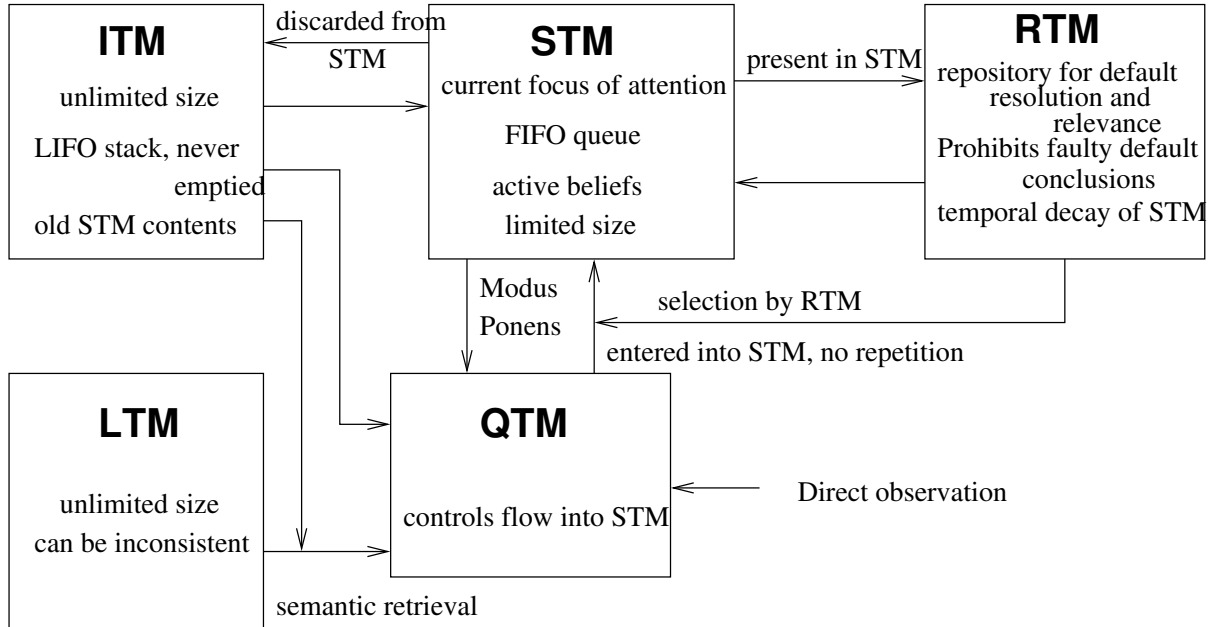 ITM
unlimited size
LIFO stack, never
emptied
old STM contents
discarded from
STM
STM
current focus of attention
FIFO queue
active beliefs
limited size
present in STM
RTM
repository for default
resolution and
relevance
Prohibits faulty default
conclusions
temporal decay of STM
Modus
Ponens
selection by RTM
entered into STM, no repetition
LTM
unlimited size
can be inconsistent
semantic retrieval
QTM
controls flow into STM
Direct observation